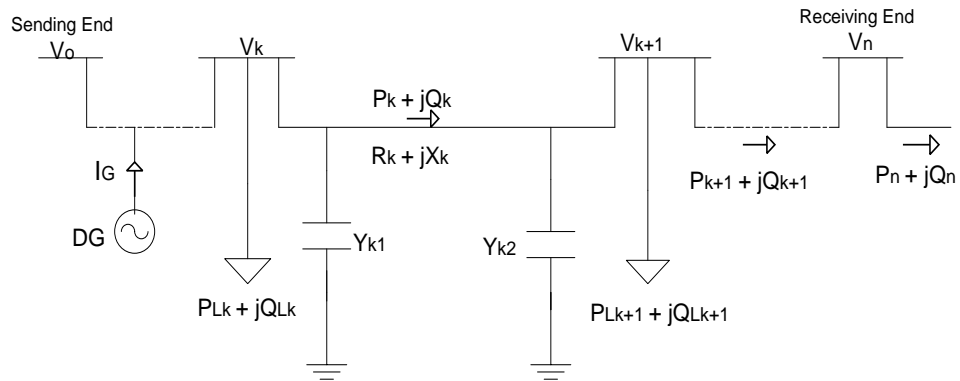 Sending End
Receiving End
Vo
Vk
Vk+1
Vn
Pk + jQk
Rk + jXk
IG
DG
Yk1
Yk2
Pk+1 + jQk+1
Pn + jQn
PLk + jQLk
PLk+1 + jQLk+1